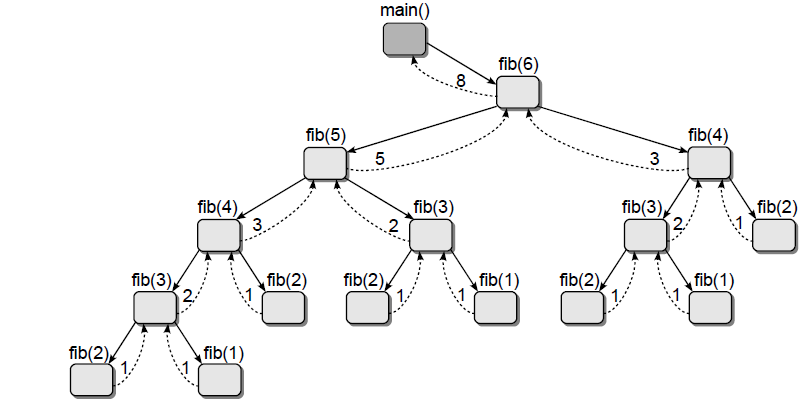 main()
fib(6)
8
fib(5)
fib(4)
5
3
fib(4)
fib(3)
fib(3)
fib(2)
3
2
2
1
fib(3)
fib(2)
fib(2)
fib(1)
fib(2)
fib(1)
2
1
1
1
1
1
fib(2)
fib(1)
1
1